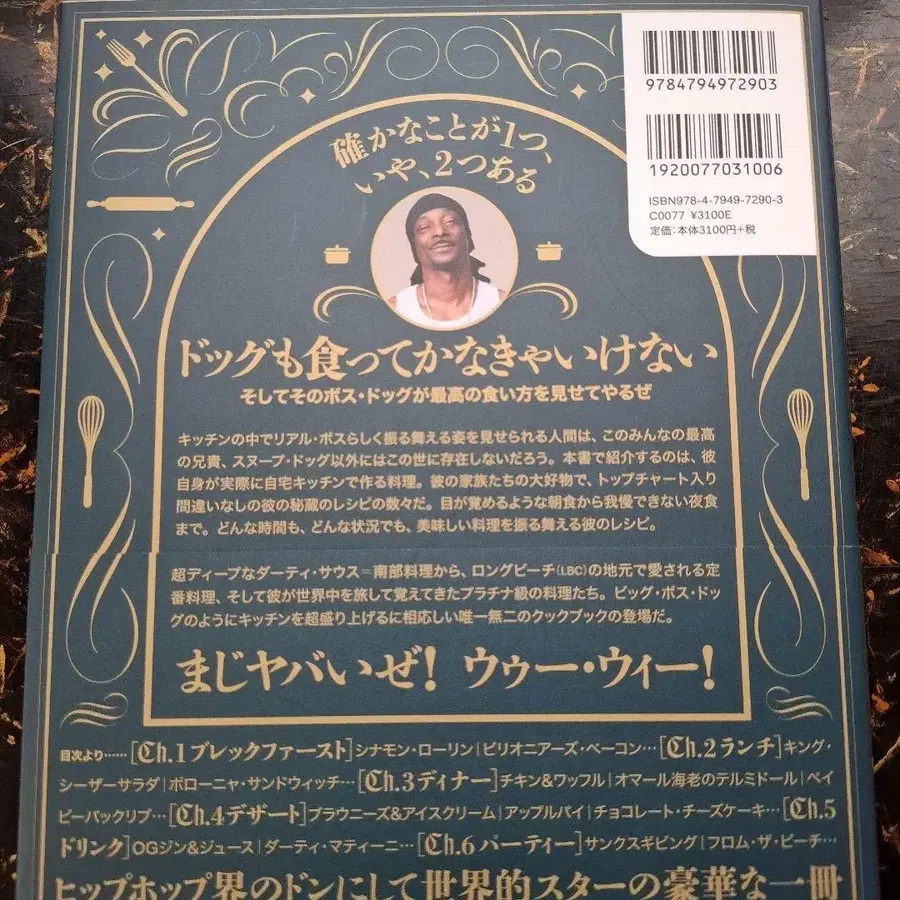 9784794972903
1920077031006
ISBN978-4-7949-7290-3
C0077 ¥3100E
定価:本体3100円+税
確かなことが1つ、
いや、2つある
ドッグも食ってかなきゃいけない
そしてそのボス・ドッグが最高の食い方を見せてやるぜ
キッチンの中でリアル・ボスらしく振る舞える姿を見せられる人間は、このみんなの最高
の兄貴、スヌープ・ドッグ以外にはこの世に存在しないだろう。本書で紹介するのは、彼
自身が実際に自宅キッチンで作る料理。彼の家族たちの大好物で、トップチャート入り
間違いなしの彼の秘蔵のレシピの数々だ。目が覚めるような朝食から我慢できない夜食
まで。どんな時間も、どんな状況でも、美味しい料理を振る舞える彼のレシピ。
超ディープなダーティ・サウス=南部料理から、ロングビーチ(LBC)の地元で愛される定
番料理、そして彼が世界中を旅して覚えてきたプラチナ級の料理たち。ビッグ・ボス・ドッ
グのようにキッチンを超盛り上げるに相応しい唯一無二のクックブックの登場だ。
まじヤバいぜ! ウゥー・ウィー!
目次より……[Ch.1 ブレックファースト]シナモン・ローリン|ビリオニアーズ・ベーコン…[Ch.2 ランチ]キング・
シーザーサラダ|ボローニャ・サンドウィッチ…[Ch.3 ディナー]チキン&ワッフル|オマール海老のテルミドール|ベイ
ビーバックリブ…[Ch.4 デザート]ブラウニーズ&アイスクリーム|アップルパイ|チョコレート・チーズケーキ…[Ch.5
ドリンク]OGジン&ジュース|ダーティ・マティーニ…[Ch.6 パーティー]サンクスギビング|フロム・ザ・ビーチ…
ヒップホップ界のドンにして世界的スターの豪華な一冊